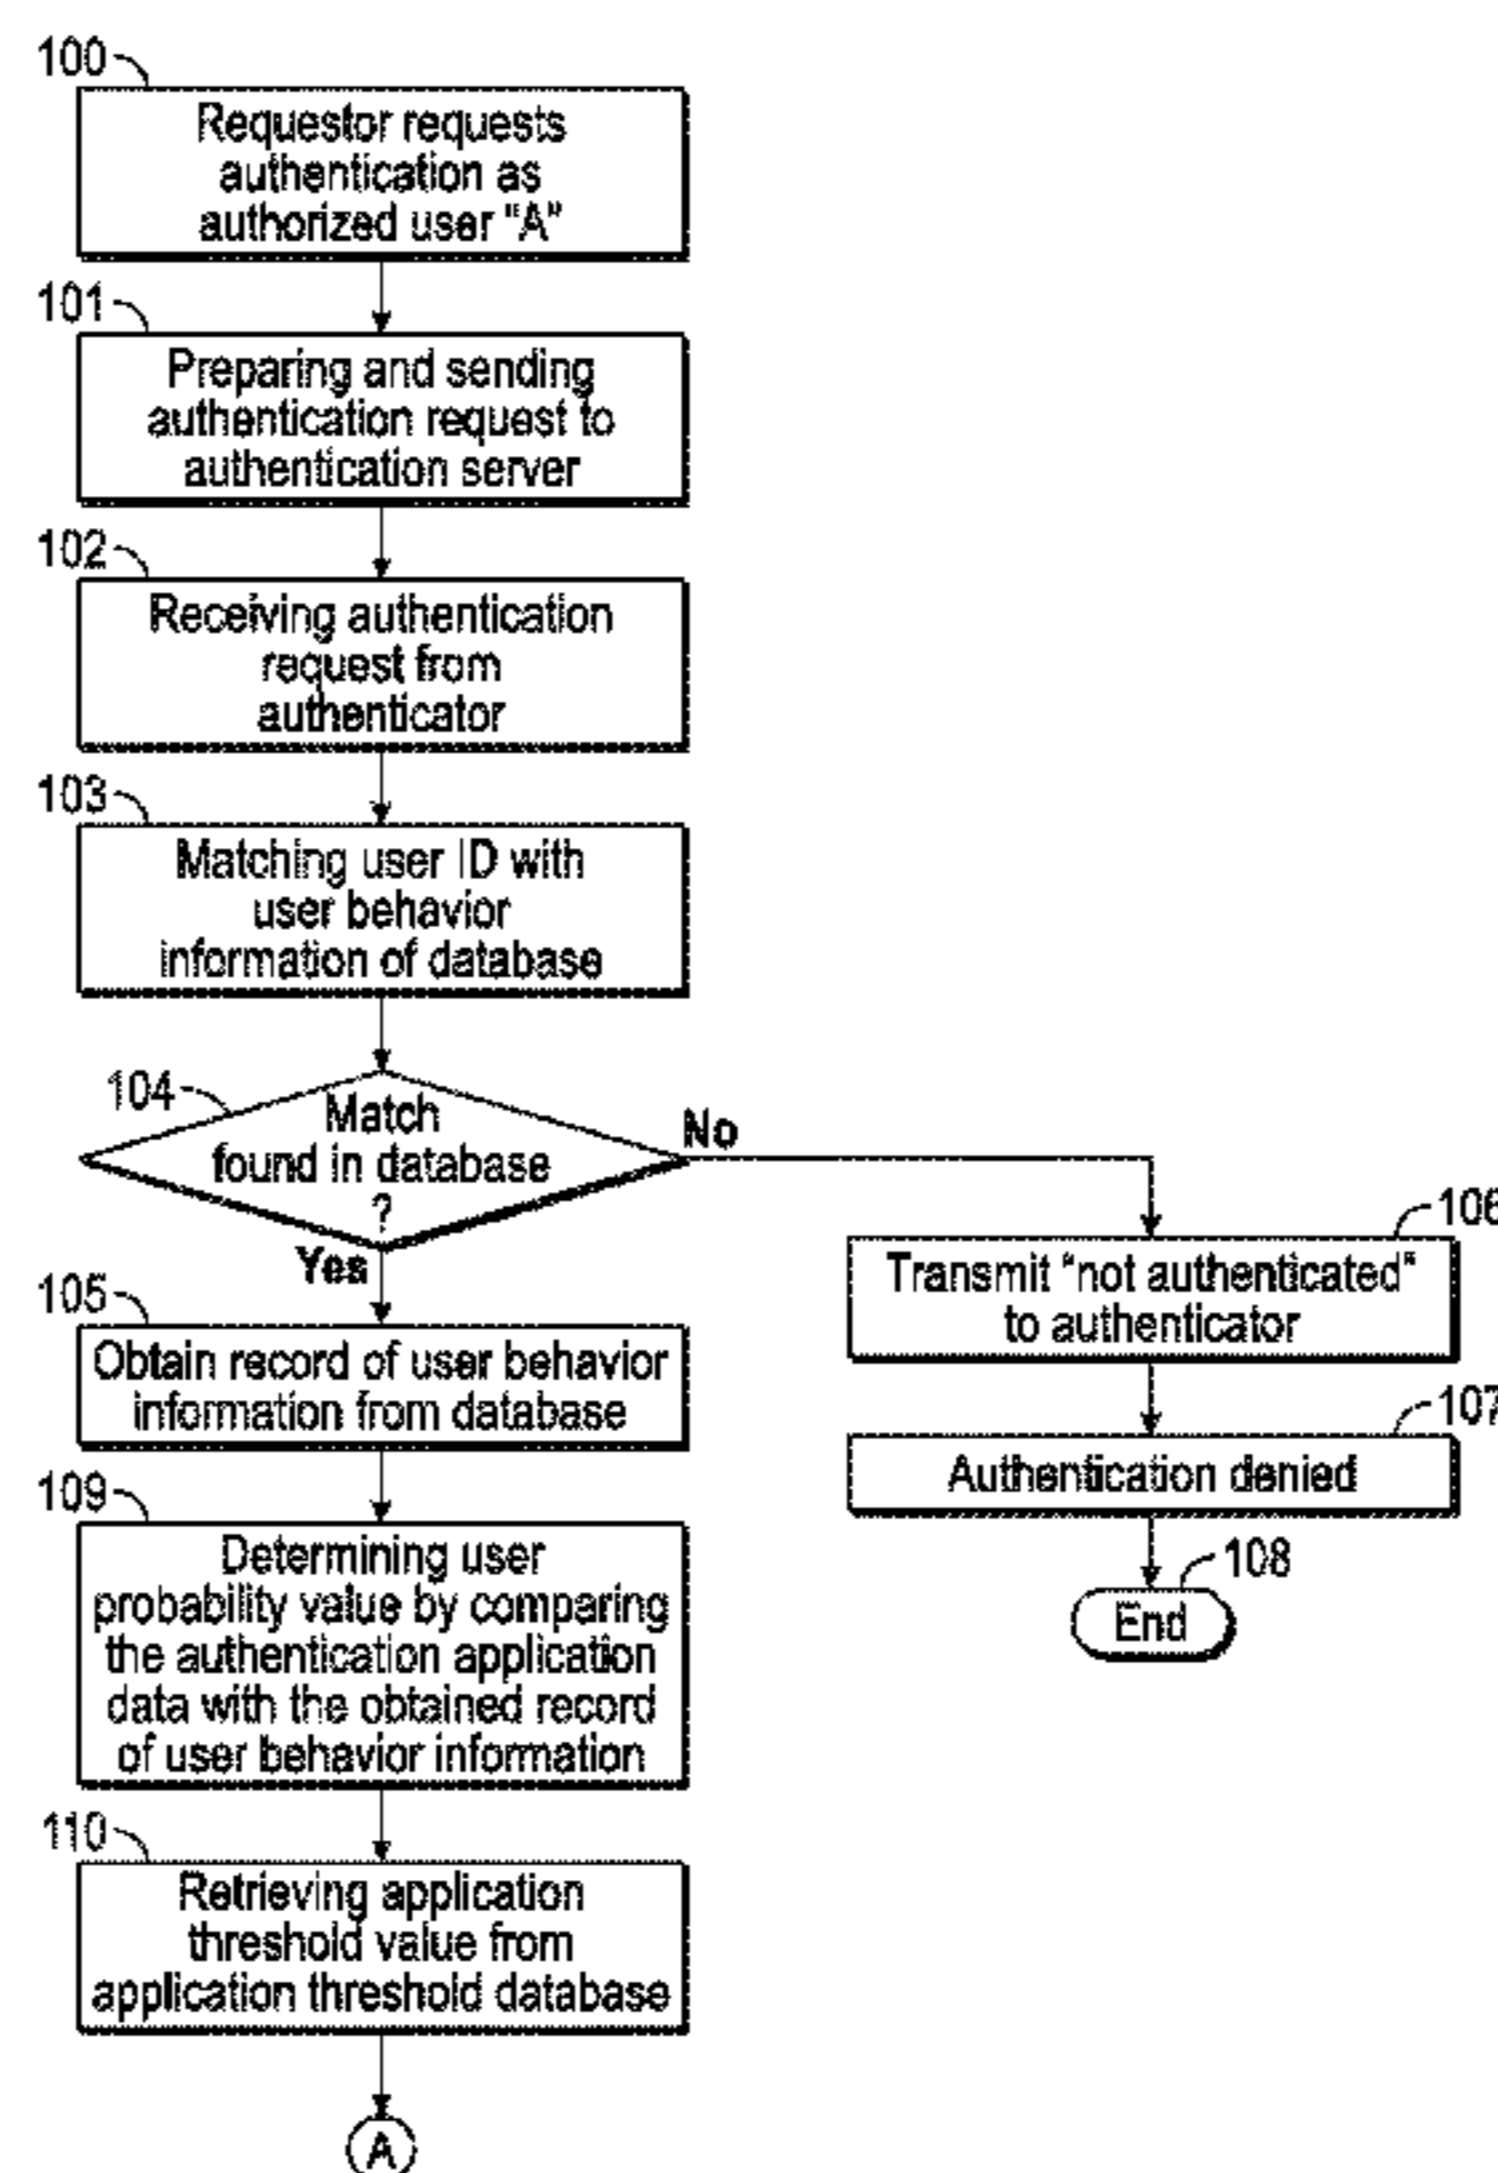 100
Requestor requests
authentication as
authorized user "A"
101
Preparing and sending
authentication request to
authentication server
102
Receiving authentication
request from
authenticator
103
Matching user ID with
user behavior
information of database
104
Match
found in database
?
No
Yes
105
Obtain record of user behavior
information from database
106
Transmit "not authenticated"
to authenticator
107
Authentication denied
108
End
109
Determining user
probability value by comparing
the authentication application
data with the obtained record
of user behavior information
110
Retrieving application
threshold value from
application threshold database
A